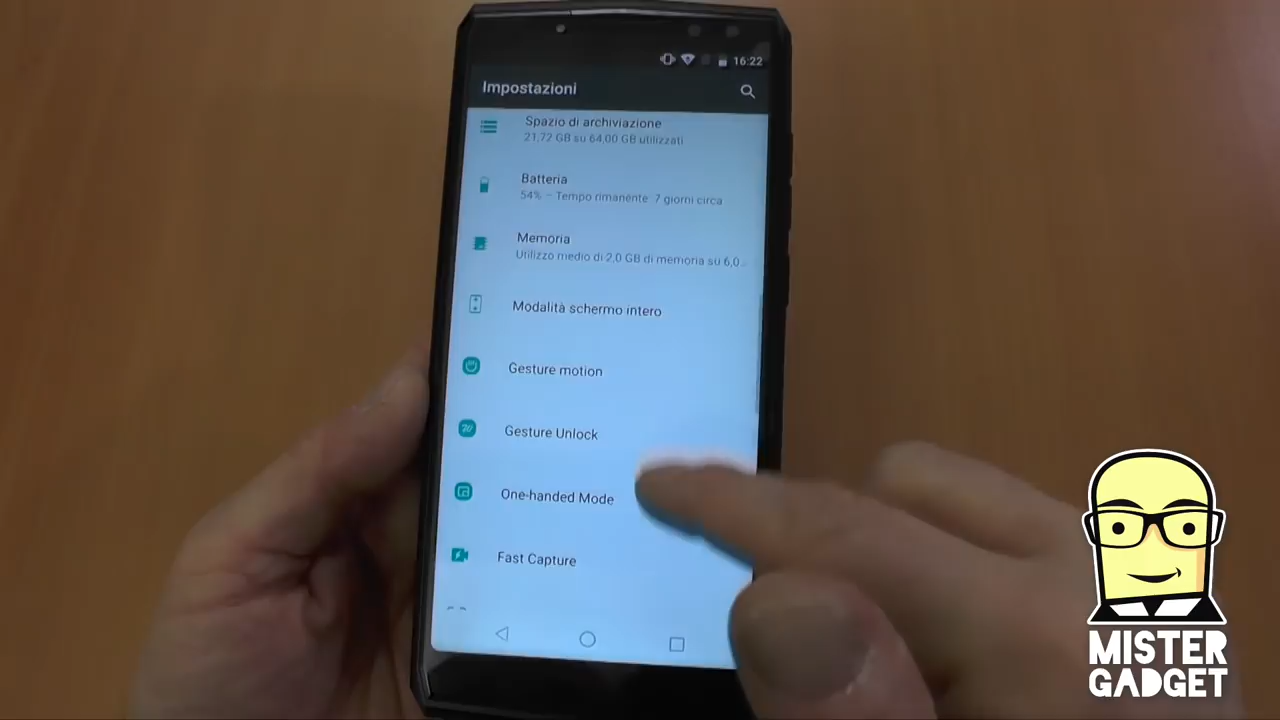 16:22
Impostazioni
Spazio di archiviazione
21,72 GB su 64,00 GB utilizzati
Batteria
54% – Tempo rimanente 7 giorni circa
Memoria
Utilizzo medio di 2,0 GB di memoria su 6,0...
Modalità schermo intero
Gesture motion
Gesture Unlock
One-handed Mode
Fast Capture
MISTER
GADGET